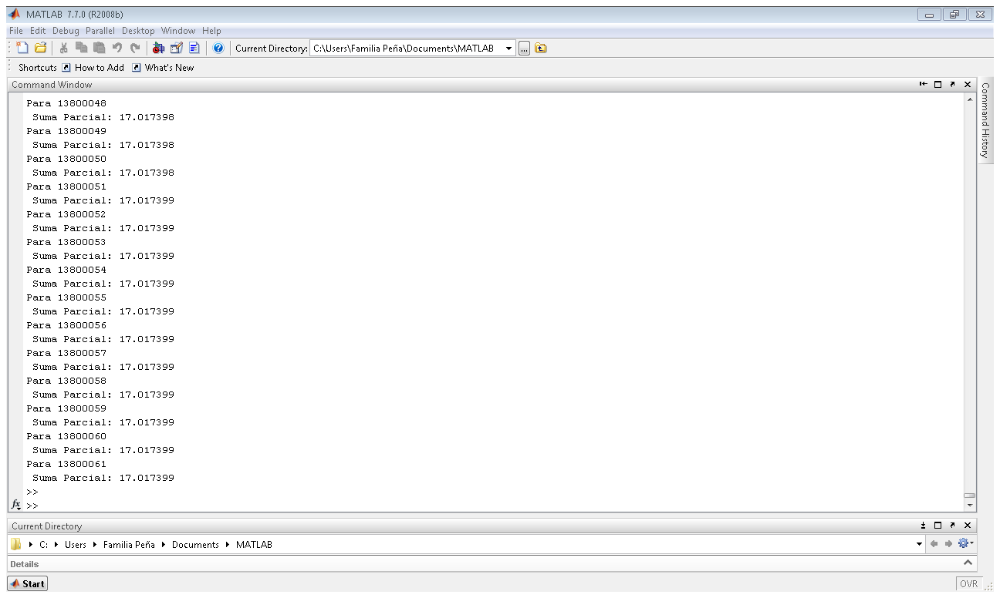 MATLAB 7.7.0 (R2008b)
File Edit Debug Parallel Desktop Window Help
Current Directory: C:\Users\Familia Peña\Documents\MATLAB ...
Shortcuts How to Add What's New
Command Window
Para 13800048
Suma Parcial: 17.017398
Para 13800049
Suma Parcial: 17.017398
Para 13800050
Suma Parcial: 17.017398
Para 13800051
Suma Parcial: 17.017399
Para 13800052
Suma Parcial: 17.017399
Para 13800053
Suma Parcial: 17.017399
Para 13800054
Suma Parcial: 17.017399
Para 13800055
Suma Parcial: 17.017399
Para 13800056
Suma Parcial: 17.017399
Para 13800057
Suma Parcial: 17.017399
Para 13800058
Suma Parcial: 17.017399
Para 13800059
Suma Parcial: 17.017399
Para 13800060
Suma Parcial: 17.017399
Para 13800061
Suma Parcial: 17.017399
>>
fx >>
Command History
Current Directory
C: Users Familia Peña Documents MATLAB
Details
Start
OVR